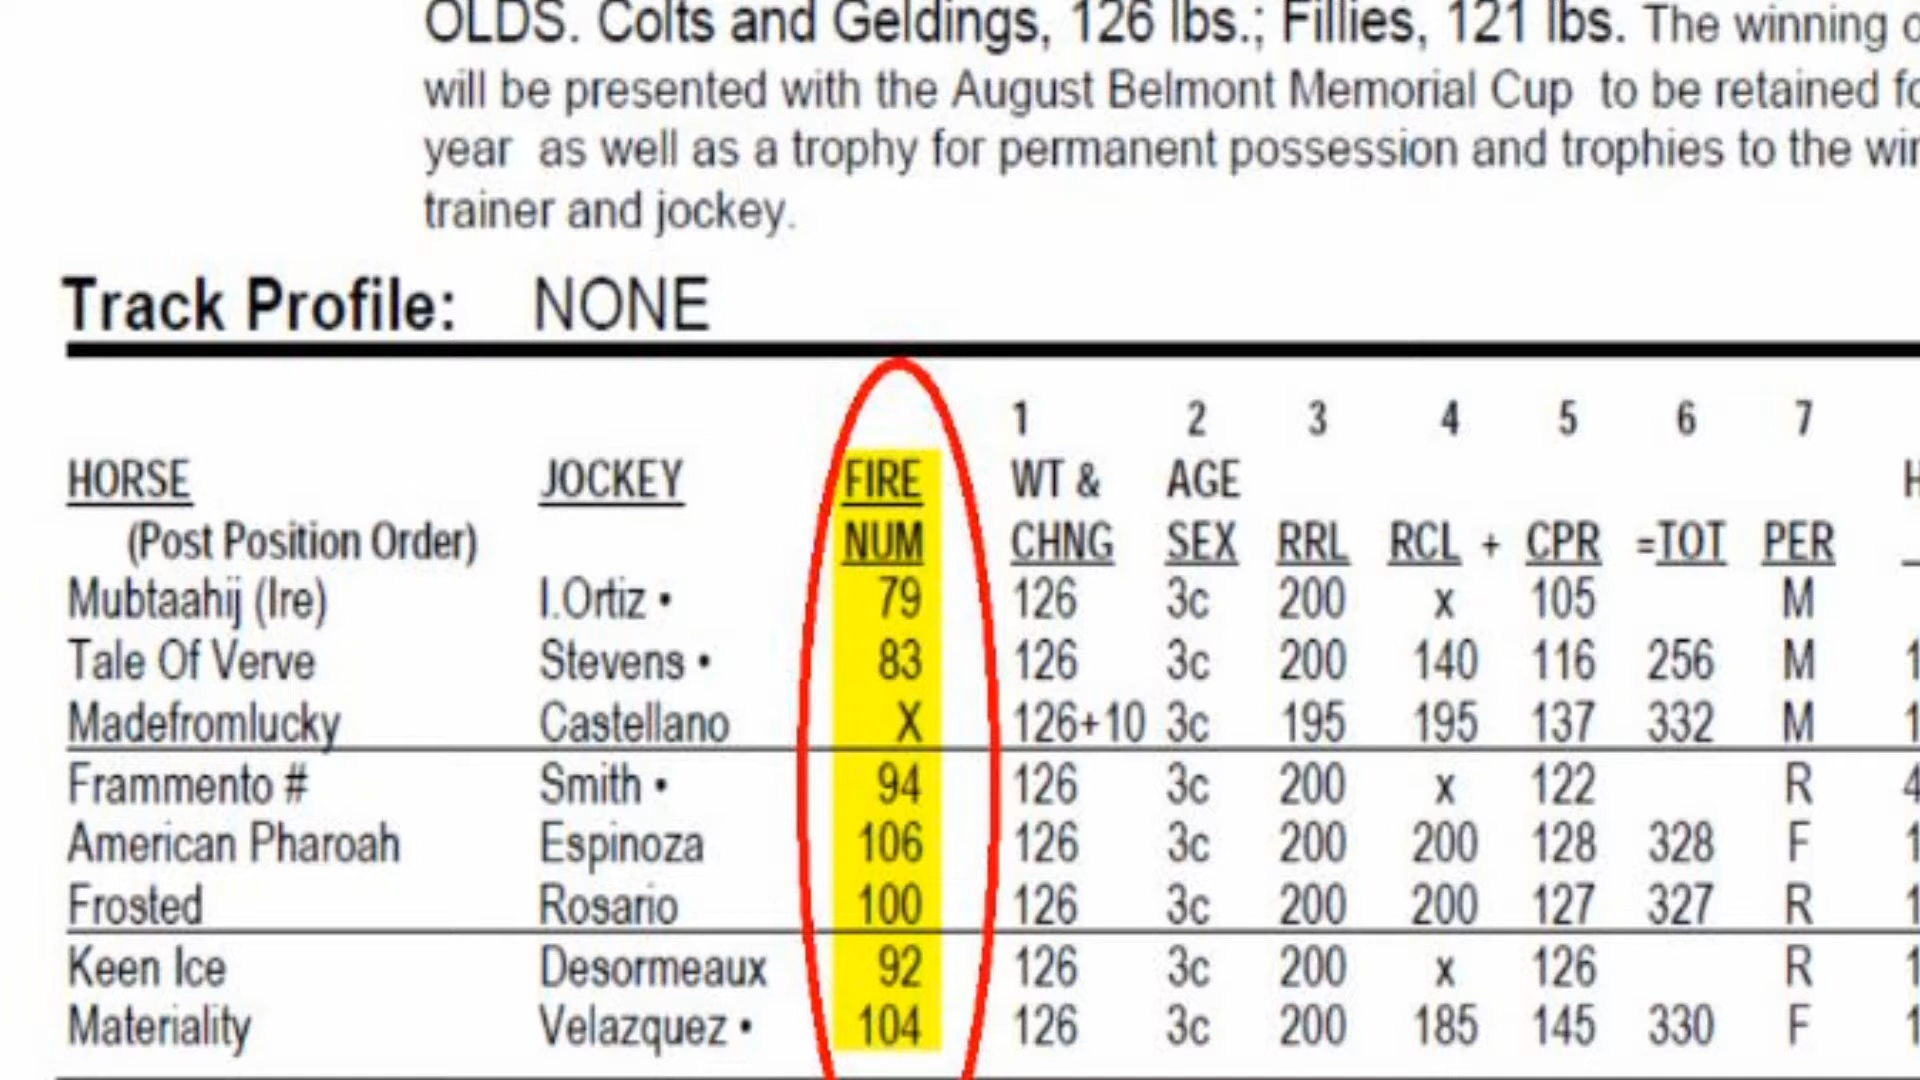 OLDS. Colts and Geldings, 126 lbs.; Fillies, 121 lbs. The winning
will be presented with the August Belmont Memorial Cup to be retained
year as well as a trophy for permanent possession and trophies to the
trainer and jockey.
Track Profile: NONE
1 2 3 4 5 6 7
HORSE JOCKEY FIRE WT & AGE
(Post Position Order) NUM CHNG SEX RRL RCL + CPR =TOT PER
Mubtaahij (Ire) I.Ortiz • 79 126 3c 200 x 105 M
Tale Of Verve Stevens • 83 126 3c 200 140 116 256 M
Madefromlucky Castellano X 126+10 3c 195 195 137 332 M
Frammento # Smith • 94 126 3c 200 x 122 R
American Pharoah Espinoza 106 126 3c 200 200 128 328 F
Frosted Rosario 100 126 3c 200 200 127 327 R
Keen Ice Desormeaux 92 126 3c 200 x 126 R
Materiality Velazquez • 104 126 3c 200 185 145 330 F